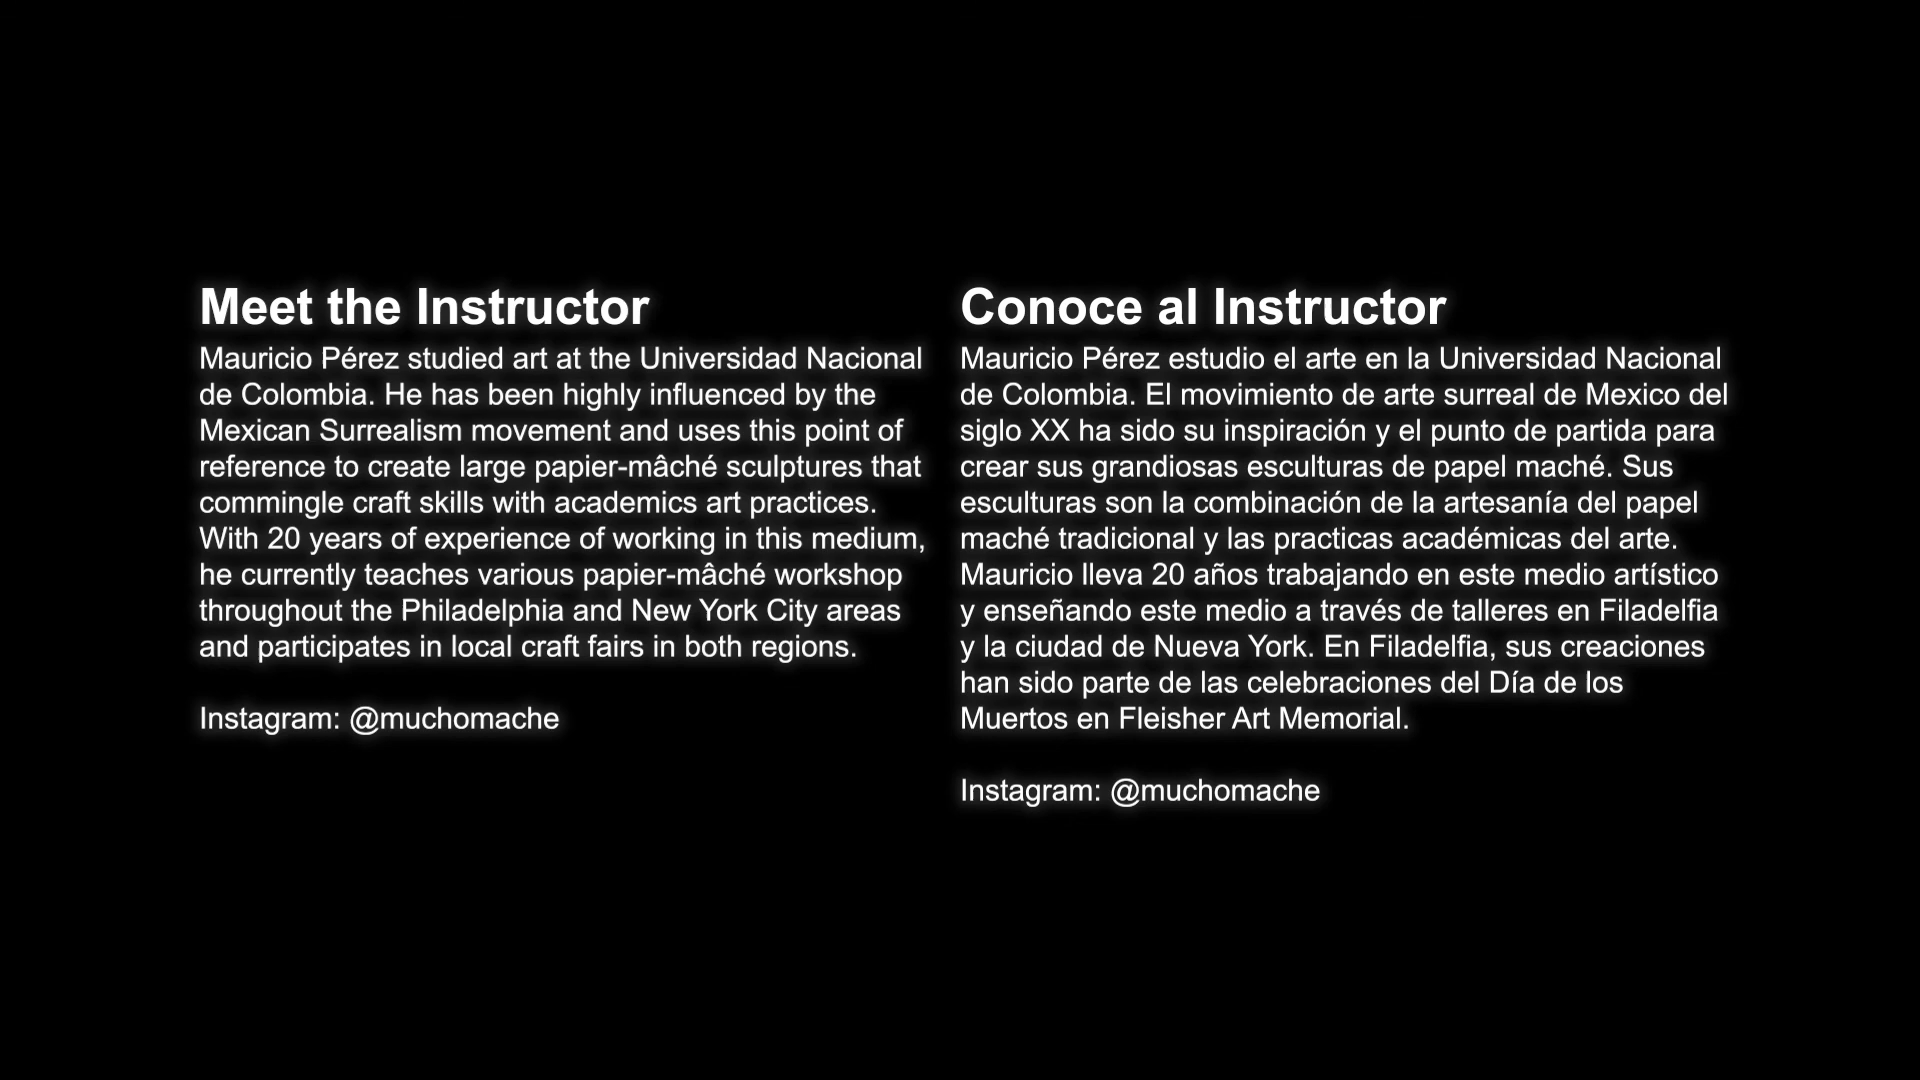 Meet the Instructor
Mauricio Pérez studied art at the Universidad Nacional
de Colombia. He has been highly influenced by the
Mexican Surrealism movement and uses this point of
reference to create large papier-mâché sculptures that
commingle craft skills with academics art practices.
With 20 years of experience of working in this medium,
he currently teaches various papier-mâché workshop
throughout the Philadelphia and New York City areas
and participates in local craft fairs in both regions.
Instagram: @muchomache
Conoce al Instructor
Mauricio Pérez estudio el arte en la Universidad Nacional
de Colombia. El movimiento de arte surreal de Mexico del
siglo XX ha sido su inspiración y el punto de partida para
crear sus grandiosas esculturas de papel maché. Sus
esculturas son la combinación de la artesanía del papel
maché tradicional y las practicas académicas del arte.
Mauricio lleva 20 años trabajando en este medio artístico
y enseñando este medio a través de talleres en Filadelfia
y la ciudad de Nueva York. En Filadelfia, sus creaciones
han sido parte de las celebraciones del Día de los
Muertos en Fleisher Art Memorial.
Instagram: @muchomache